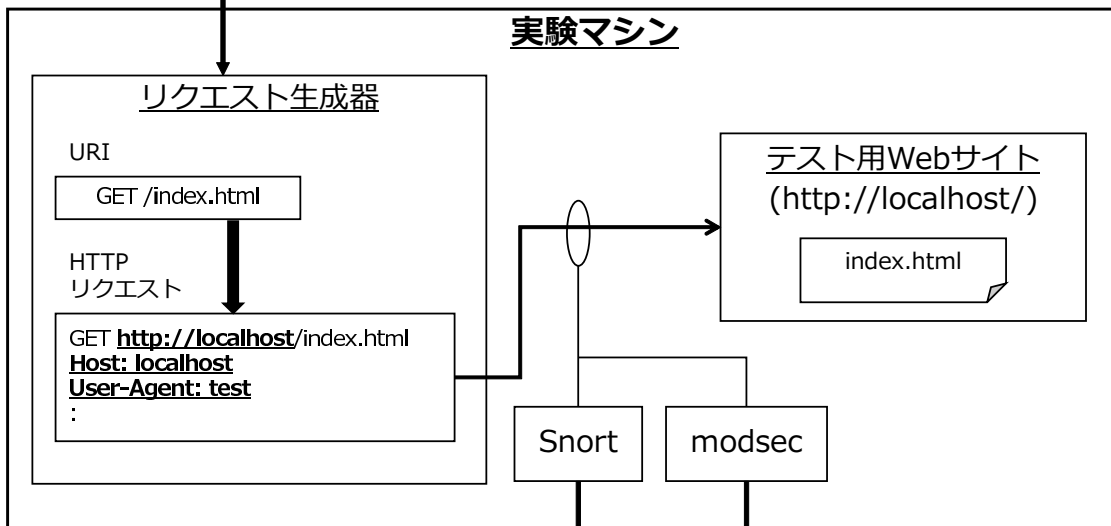 実験マシン
リクエスト生成器
URI
GET /index.html
HTTP
リクエスト
GET http://localhost/index.html
Host: localhost
User-Agent: test
:
テスト用Webサイト
(http://localhost/)
index.html
Snort
modsec